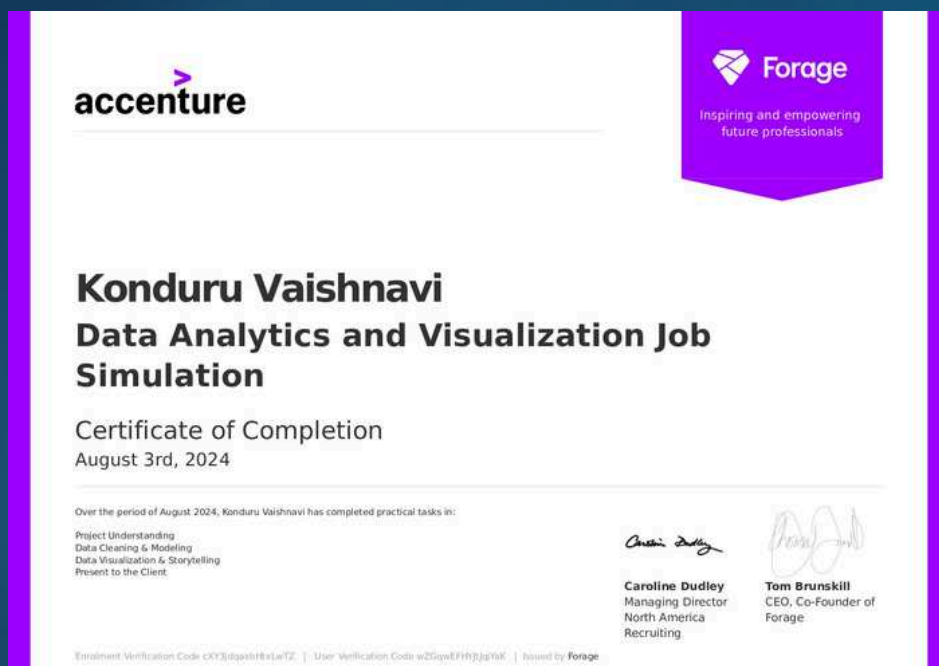 accenture
Forage
Inspiring and empowering
future professionals
Konduru Vaishnavi
Data Analytics and Visualization Job
Simulation
Certificate of Completion
August 3rd, 2024
Over the period of August 2024, Konduru Vaishnavi has completed practical tasks in:
Project Understanding
Data Cleaning & Modeling
Data Visualization & Storytelling
Present to the Client
Caroline Dudley
Managing Director
North America
Recruiting
Tom Brunskill
CEO, Co-Founder of
Forage
Enrolment Verification Code | User Verification Code | Issued by Forage